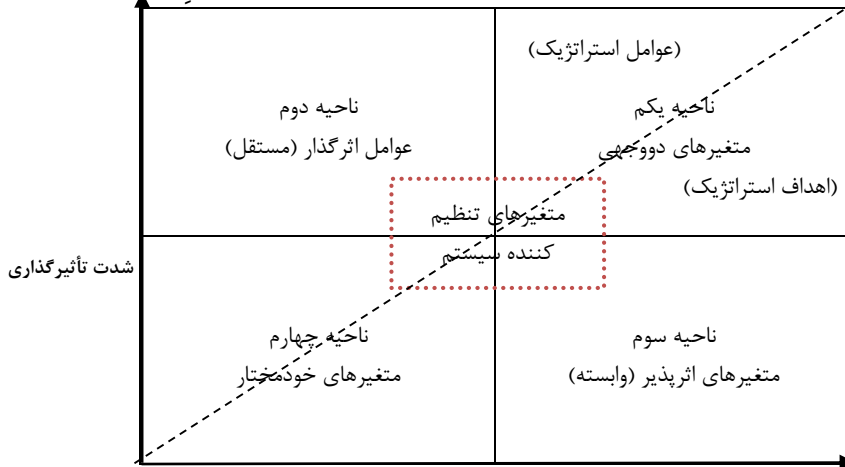 (عوامل استراتژیک)
ناحیه یکم
متغیرهای دووجهی
(اهداف استراتژیک)
ناحیه دوم
عوامل اثرگذار (مستقل)
متغیرهای تنظیم
کننده سیستم
شدت تأثیرگذاری
ناحیه سوم
متغیرهای اثرپذیر (وابسته)
ناحیه چهارم
متغیرهای خودمختار